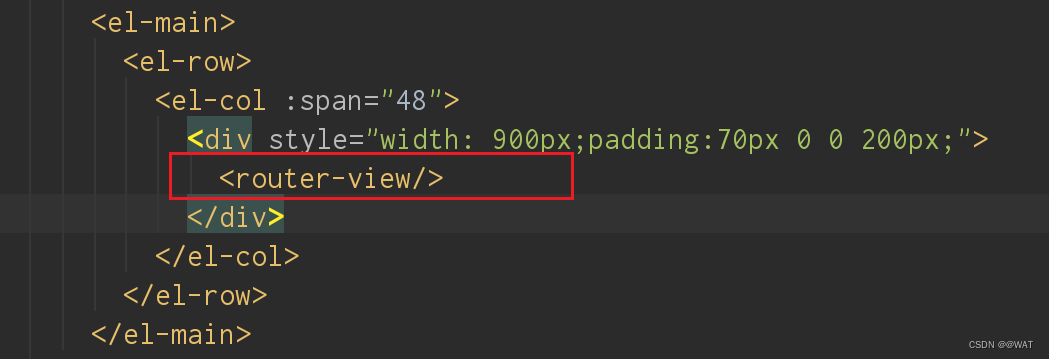 <el-main>
<el-row>
<el-col :span="48">
<div style="width: 900px;padding:70px 0 0 200px;">
<router-view/>
</div>
</el-col>
</el-row>
</el-main>
CSDN @@WAT